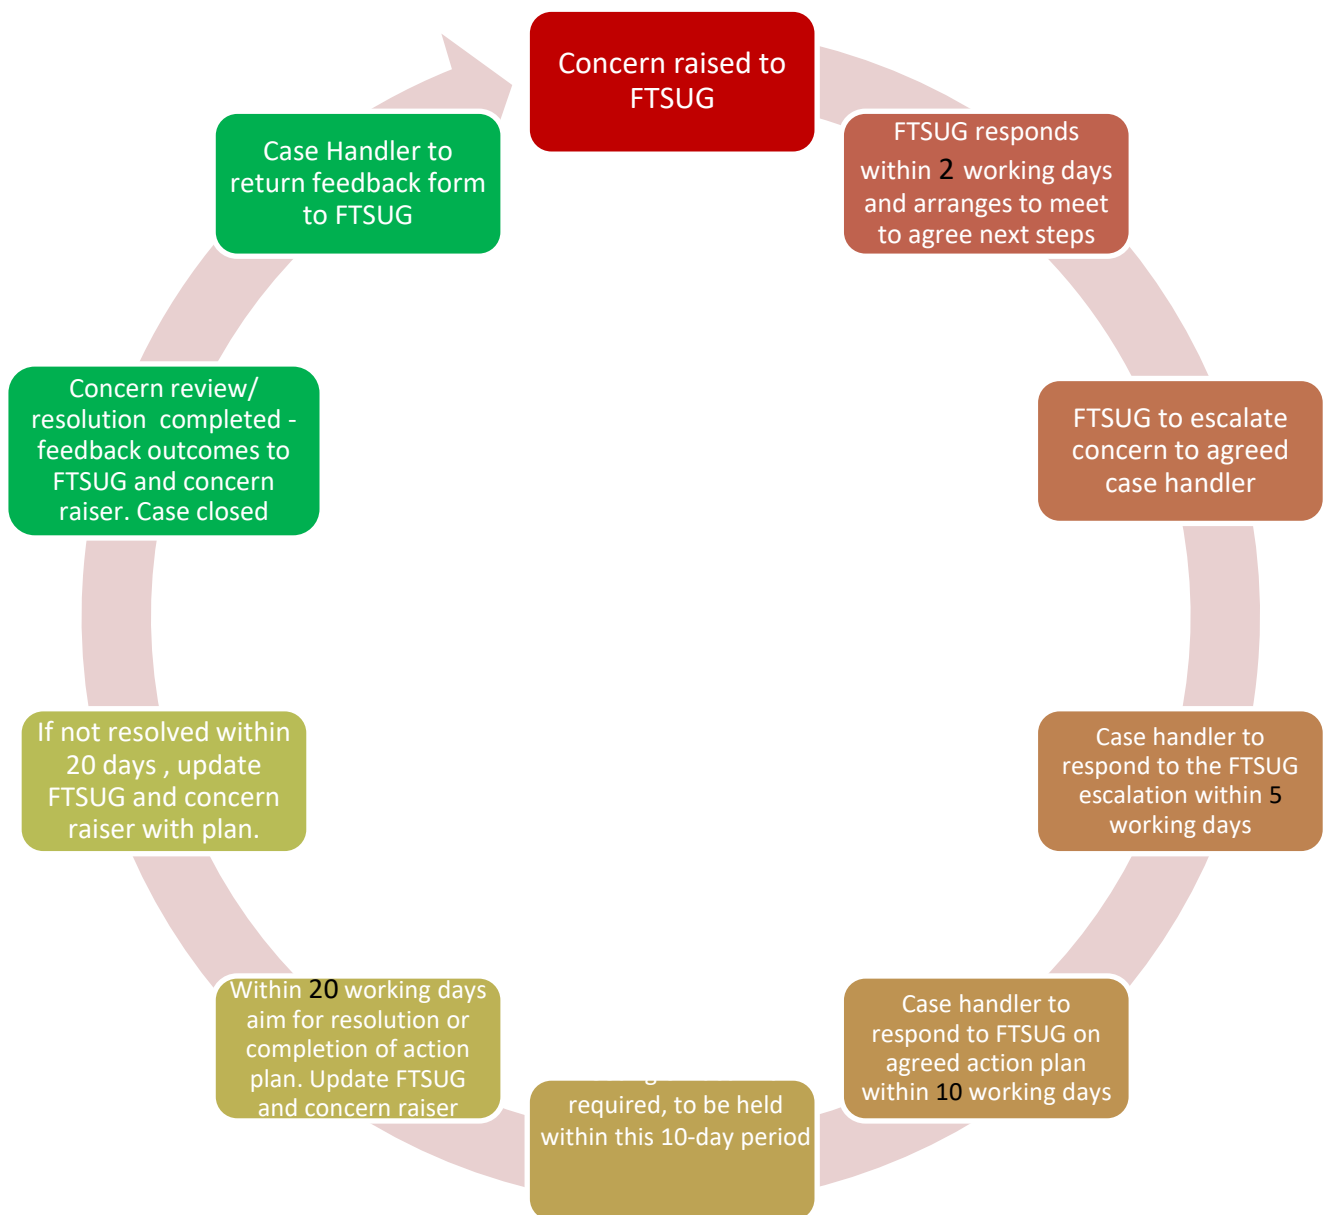 Concern raised to
FTSUG
FTSUG responds
within 2 working days
and arranges to meet
to agree next steps
FTSUG to escalate
concern to agreed
case handler
Case handler to
respond to the FTSUG
escalation within 5
working days
Case handler to
respond to FTSUG on
agreed action plan
within 10 working days
required, to be held
within this 10-day period
Within 20 working days
aim for resolution or
completion of action
plan. Update FTSUG
and concern raiser
If not resolved within
20 days , update
FTSUG and concern
raiser with plan.
Concern review/
resolution completed -
feedback outcomes to
FTSUG and concern
raiser. Case closed
Case Handler to
return feedback form
to FTSUG